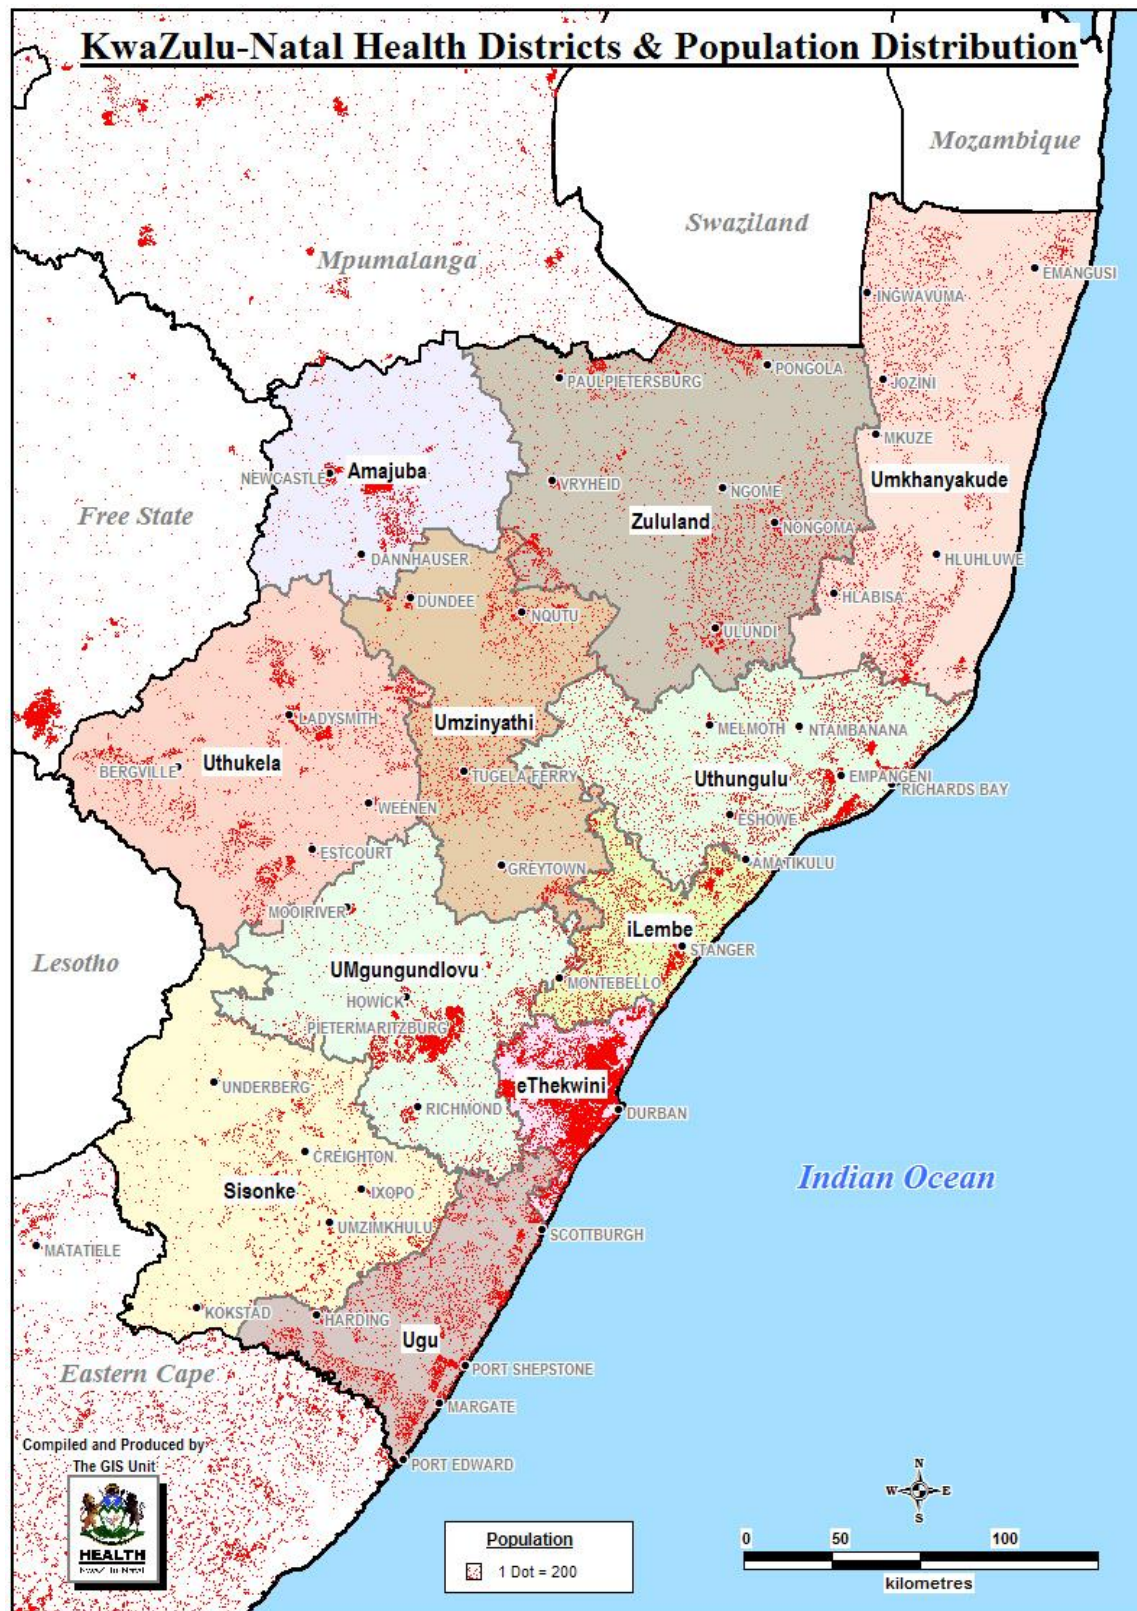 KwaZulu-Natal Health Districts & Population Distribution
Mozambique
Swaziland
Mpumalanga
EMANGUSI
INGWAVUMA
PONGOLA
PAULPIETERSBURG
JOZINI
MKUZE
NEWCASTLE
Amajuba
Umkhanyakude
VRYHEID
NGOME
Free State
Zululand
NONGOMA
DANNHAUSER
HLUHLUWE
DUNDEE
HLABISA
NQUTU
ULUNDI
LADYSMITH
Umzinyathi
MELMOTH
NTAMBANANA
BERGVILLE
Uthukela
TUGELA FERRY
Uthungulu
EMPANGENI
RICHARDS BAY
WEENEN
ESHOWE
ESTCOURT
GREYTOWN
AMATIKULU
MOOIRIVER
iLembe
STANGER
Lesotho
UMgungundlovu
MONTEBELLO
HOWICK
PIETERMARITZBURG
UNDERBERG
eThekwini
RICHMOND
DURBAN
CREIGHTON
Indian Ocean
Sisonke
IXOPO
UMZIMKHULU
SCOTTBURGH
MATATIELE
KOKSTAD
HARDING
Ugu
Eastern Cape
PORT SHEPSTONE
MARGATE
Compiled and Produced by
The GIS Unit
PORT EDWARD
HEALTH
KwaZulu-Natal
N
W E
S
Population
1 Dot = 200
0 50 100
kilometres